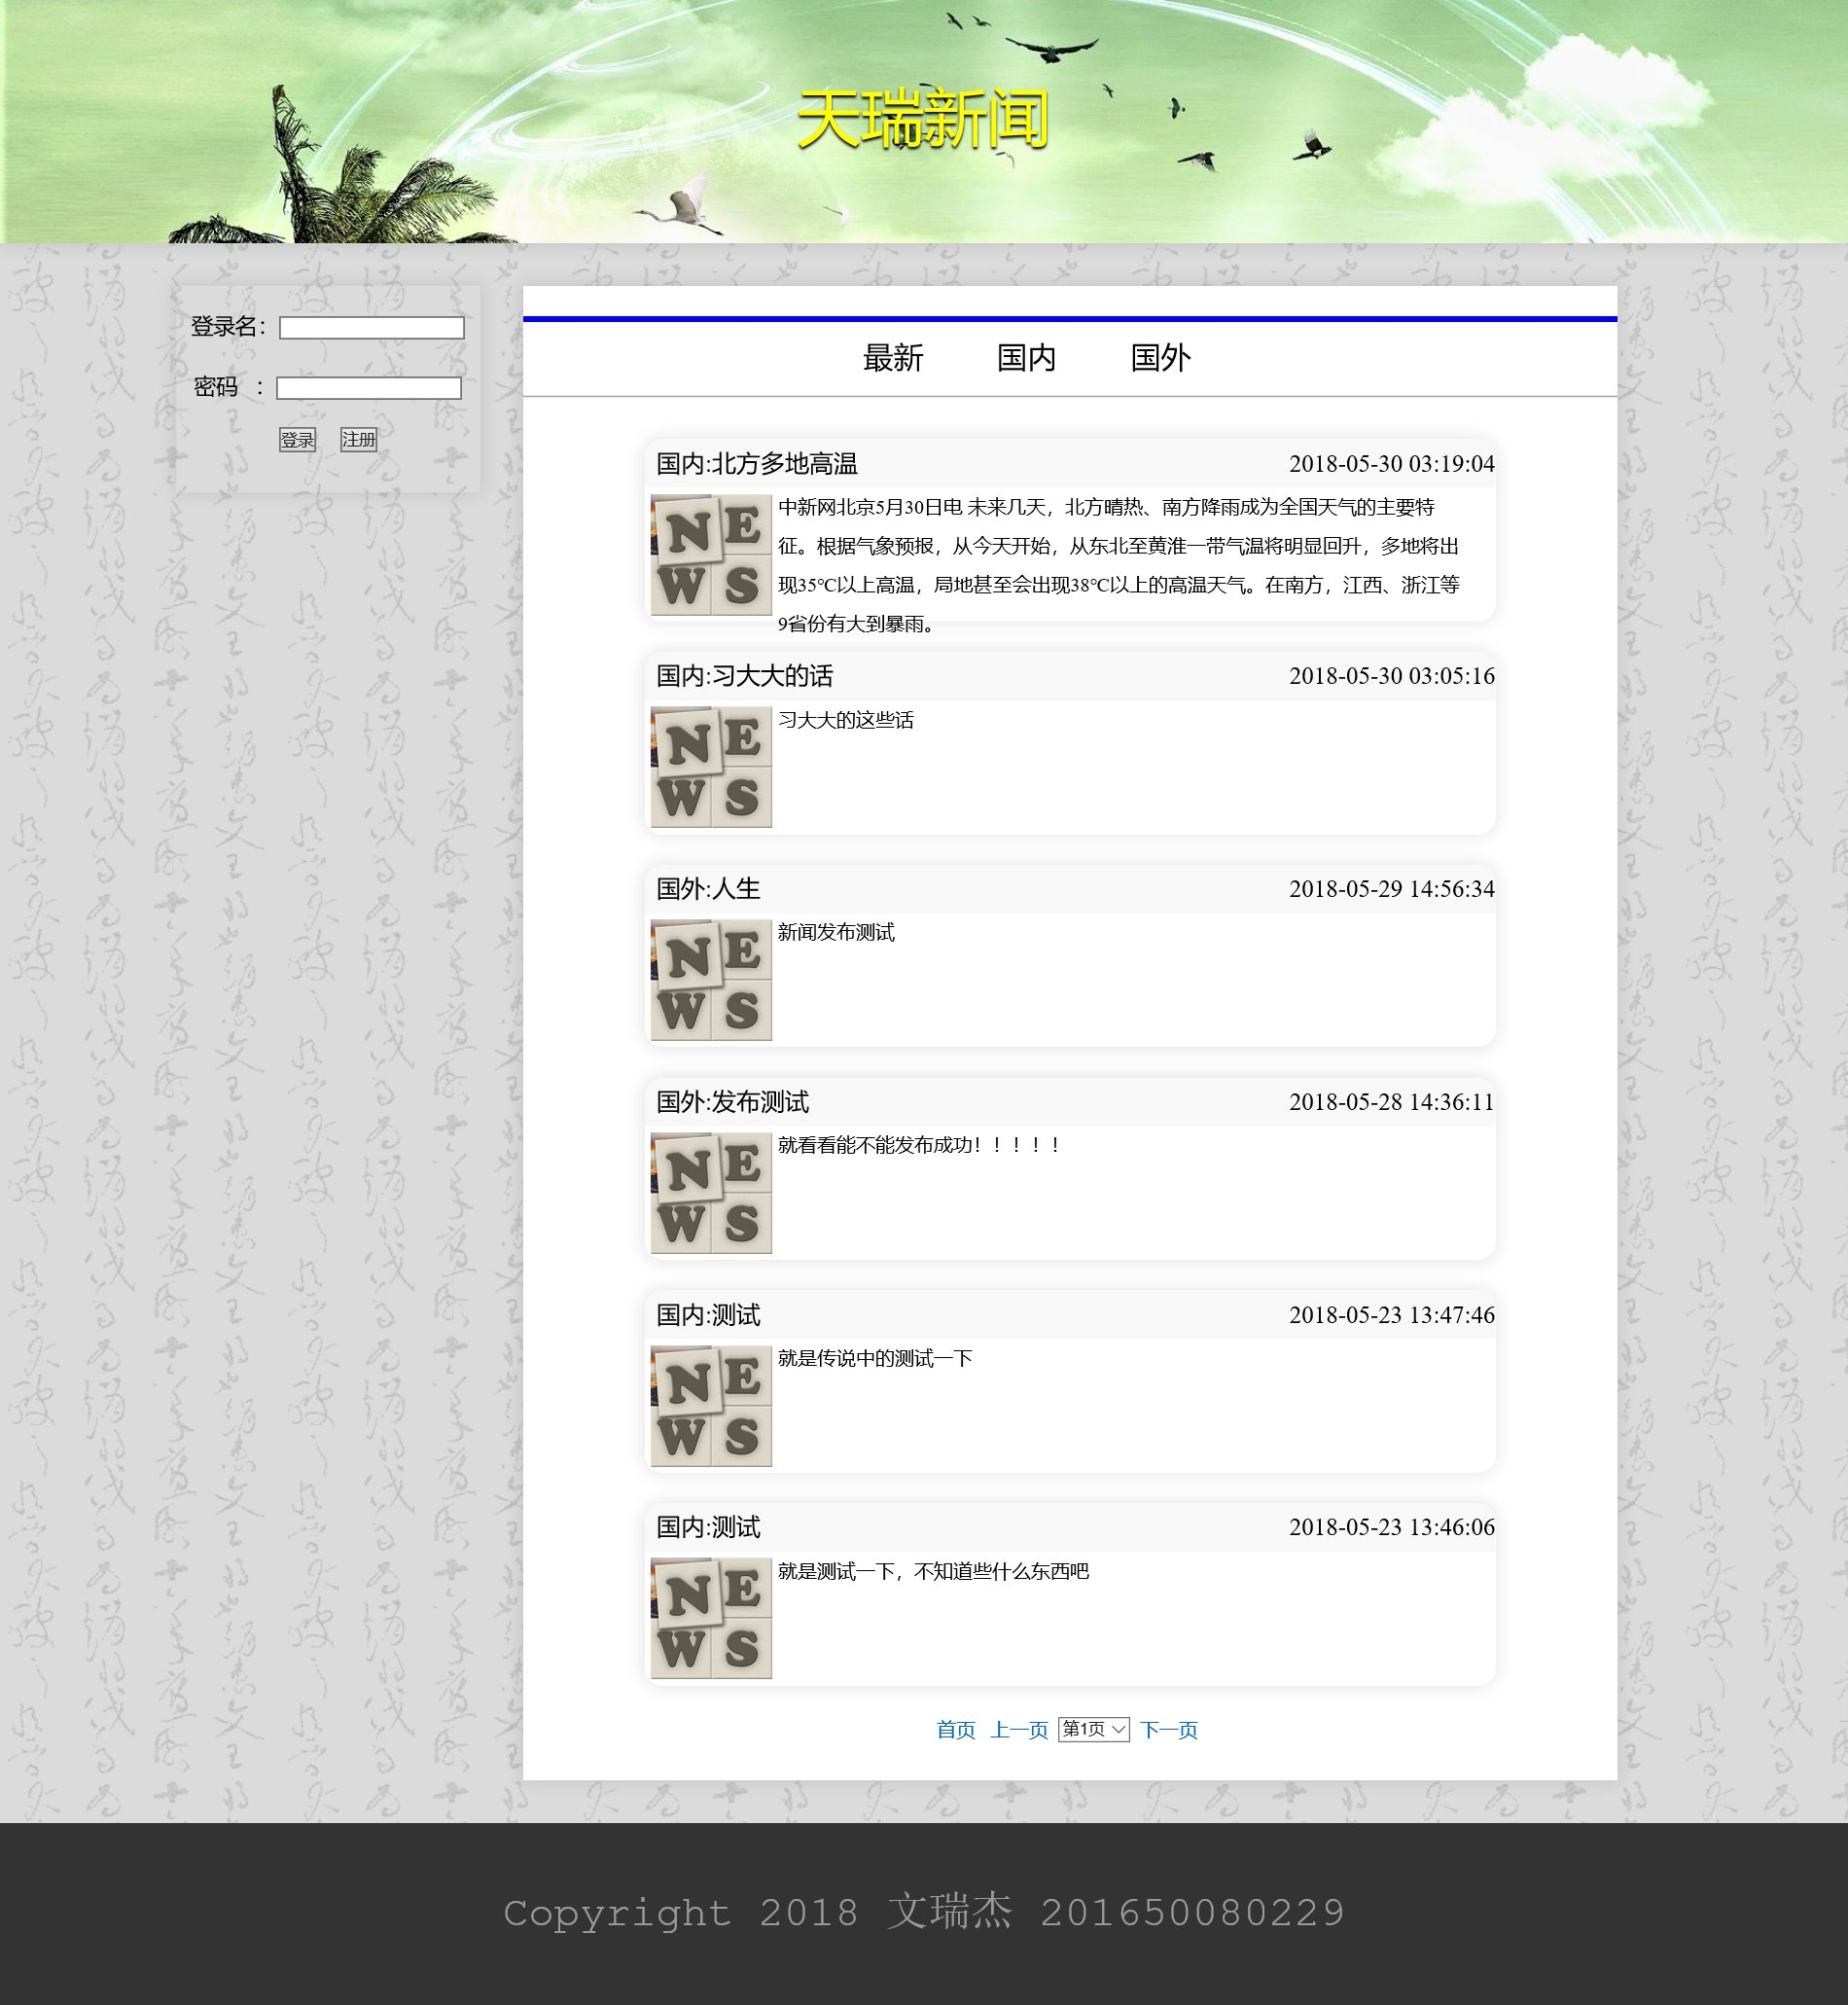 天瑞新闻
登录名：
密码 ：
登录 注册
最新 国内 国外
国内:北方多地高温 2018-05-30 03:19:04
NEWS
中新网北京5月30日电 未来几天，北方晴热、南方降雨成为全国天气的主要特
征。根据气象预报，从今天开始，从东北至黄淮一带气温将明显回升，多地将出
现35℃以上高温，局地甚至会出现38℃以上的高温天气。在南方，江西、浙江等
9省份有大到暴雨。
国内:习大大的话 2018-05-30 03:05:16
NEWS
习大大的这些话
国外:人生 2018-05-29 14:56:34
NEWS
新闻发布测试
国外:发布测试 2018-05-28 14:36:11
NEWS
就看看能不能发布成功！！！！！
国内:测试 2018-05-23 13:47:46
NEWS
就是传说中的测试一下
国内:测试 2018-05-23 13:46:06
NEWS
就是测试一下，不知道些什么东西吧
首页 上一页 第1页 下一页
Copyright 2018 文瑞杰 201650080229